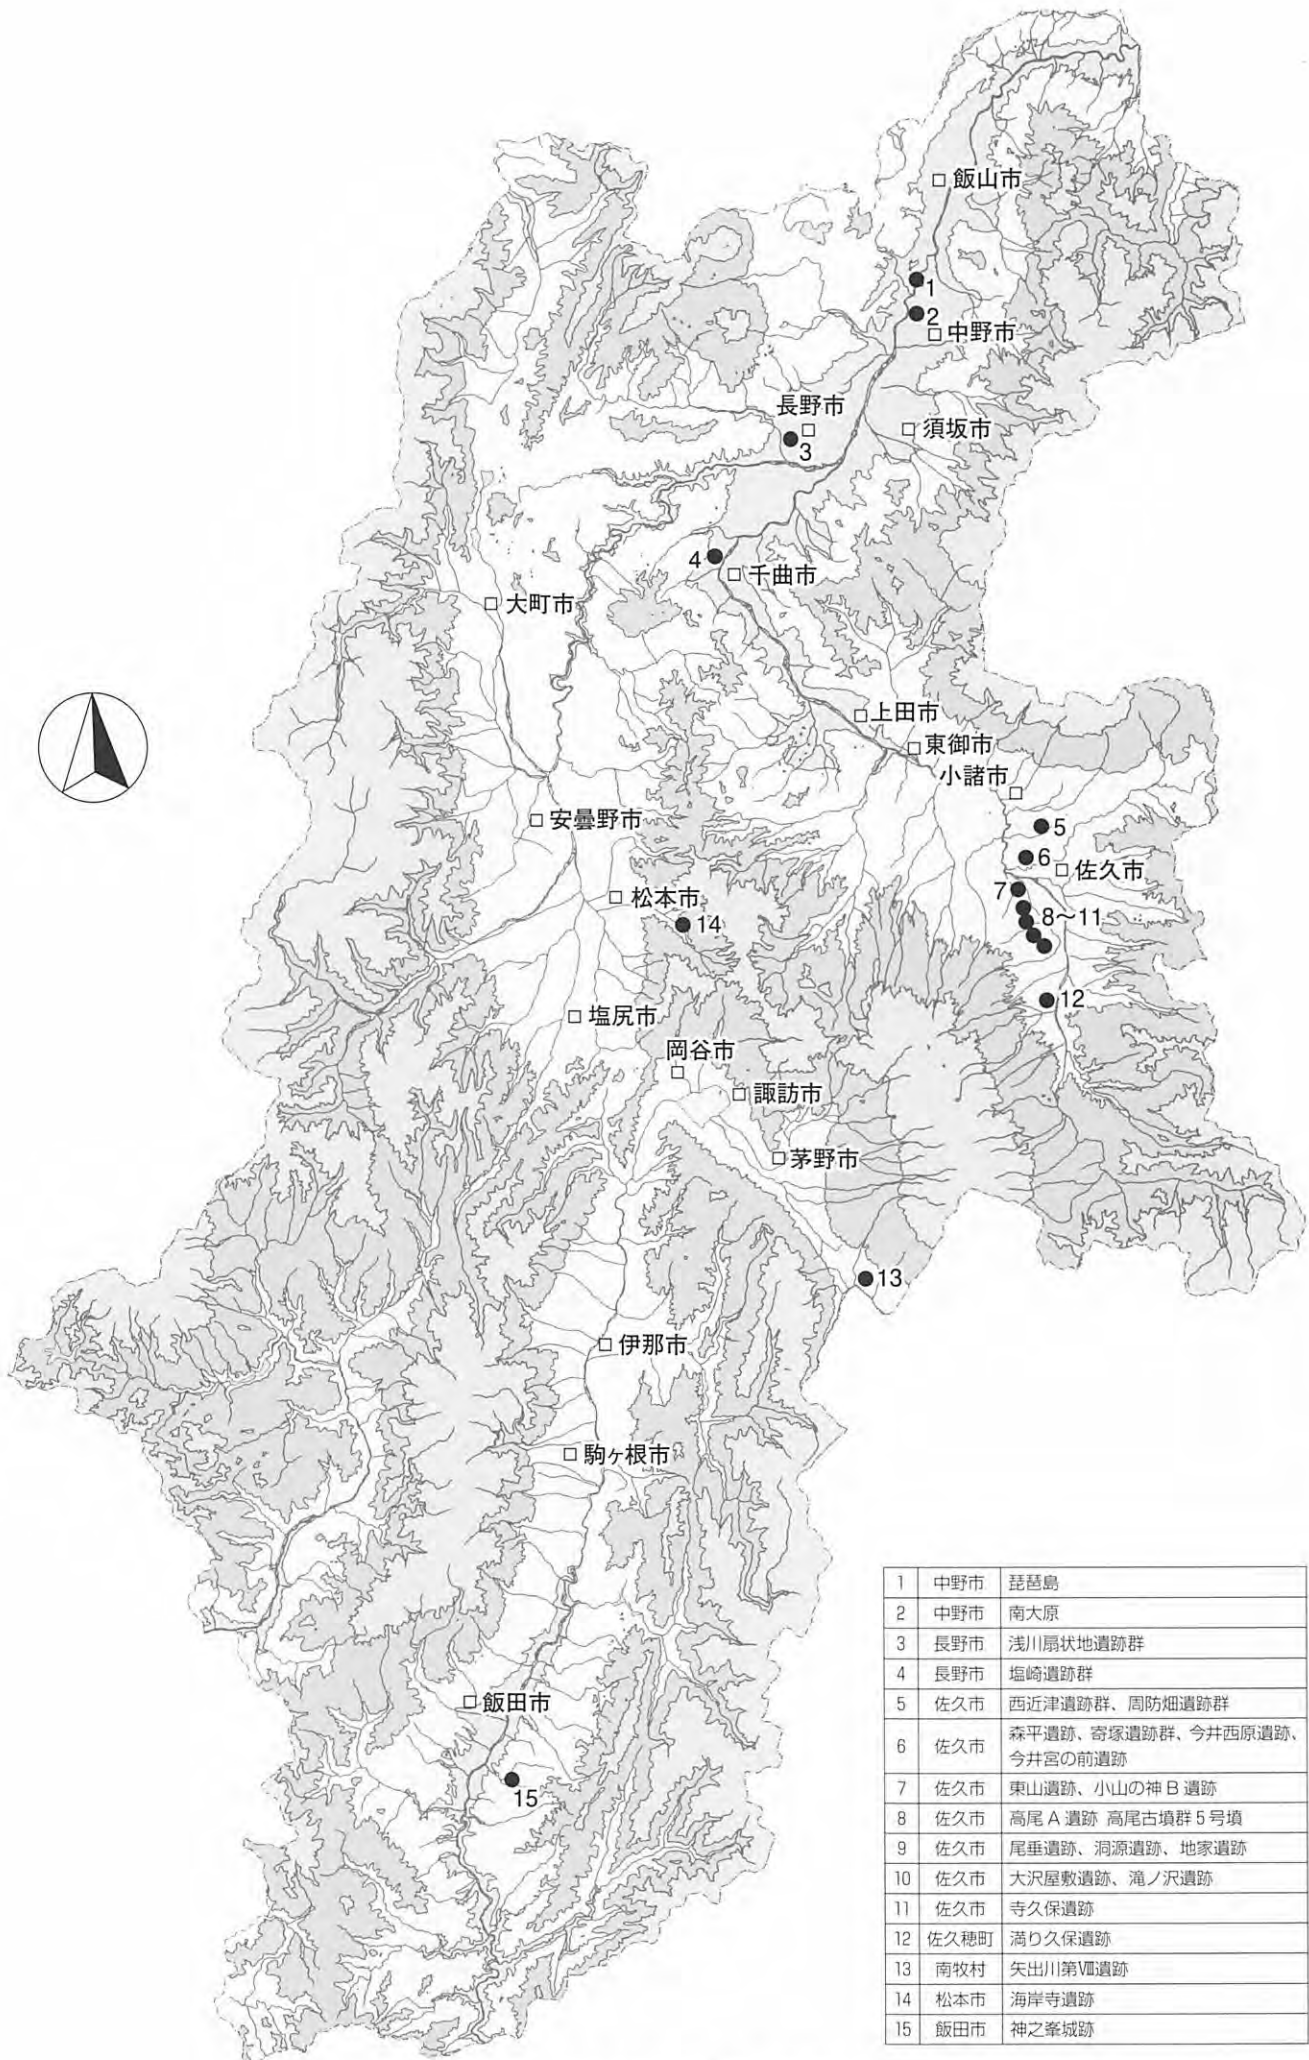 飯山市
1
2
中野市
長野市
須坂市
3
4
千曲市
大町市
上田市
東御市
小諸市
安曇野市
5
6
佐久市
7
松本市
8～11
14
12
塩尻市
岡谷市
諏訪市
茅野市
13
伊那市
駒ヶ根市
飯田市
15
1 中野市 琵琶島
2 中野市 南大原
3 長野市 浅川扇状地遺跡群
4 長野市 塩崎遺跡群
5 佐久市 西近津遺跡群、周防畑遺跡群
6 佐久市 森平遺跡、寄塚遺跡群、今井西原遺跡、
今井宮の前遺跡
7 佐久市 東山遺跡、小山の神B遺跡
8 佐久市 高尾A遺跡 高尾古墳群5号墳
9 佐久市 尾垂遺跡、洞源遺跡、地家遺跡
10 佐久市 大沢屋敷遺跡、滝ノ沢遺跡
11 佐久市 寺久保遺跡
12 佐久穂町 満り久保遺跡
13 南牧村 矢出川第Ⅷ遺跡
14 松本市 海岸寺遺跡
15 飯田市 神之峯城跡